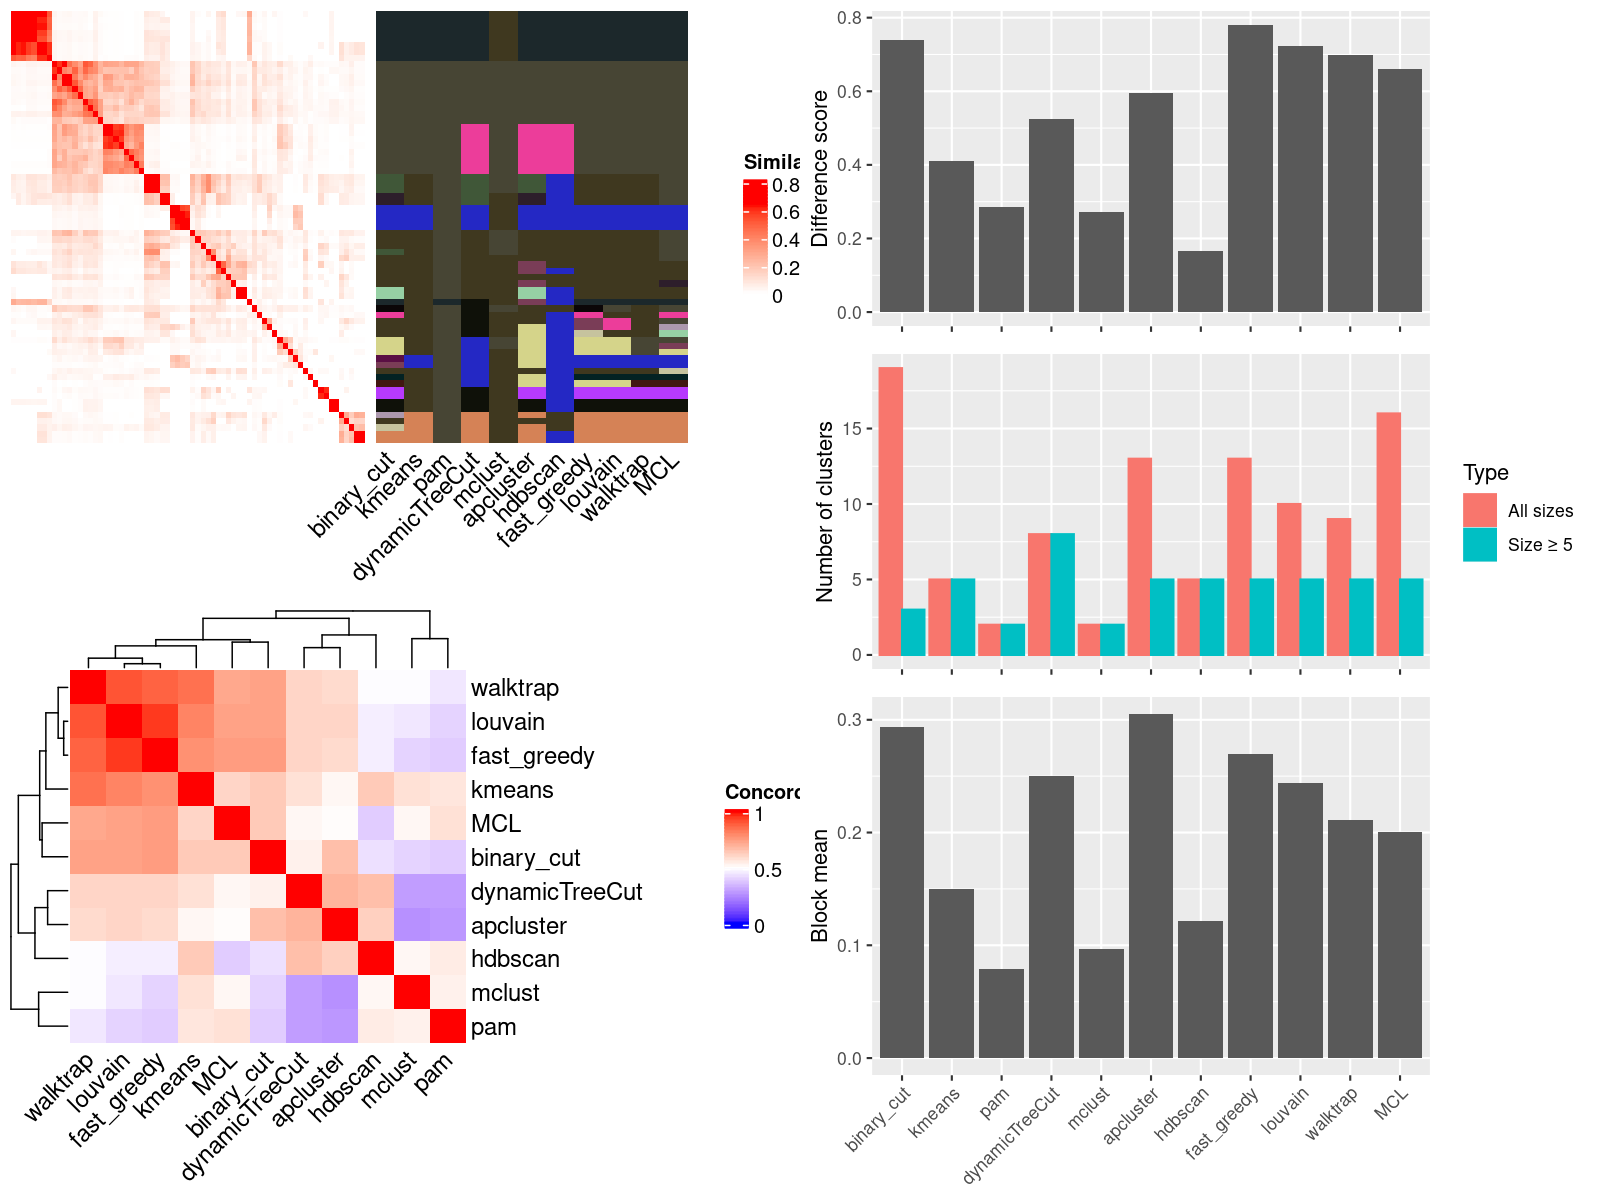 Simila
0.8
0.6
0.4
0.2
0
binary_cut
kmeans
pam
dynamicTreeCut
mclust
apcluster
hdbscan
fast_greedy
louvain
walktrap
MCL
Difference score
0.8
0.6
0.4
0.2
0.0
Number of clusters
15
10
5
0
Type
All sizes
Size ≥ 5
walktrap
louvain
fast_greedy
kmeans
MCL
binary_cut
dynamicTreeCut
apcluster
hdbscan
mclust
pam
walktrap
louvain
fast_greedy
kmeans
MCL
binary_cut
dynamicTreeCut
apcluster
hdbscan
mclust
pam
Concord
1
0.5
0
Block mean
0.3
0.2
0.1
0.0
binary_cut
kmeans
pam
dynamicTreeCut
mclust
apcluster
hdbscan
fast_greedy
louvain
walktrap
MCL